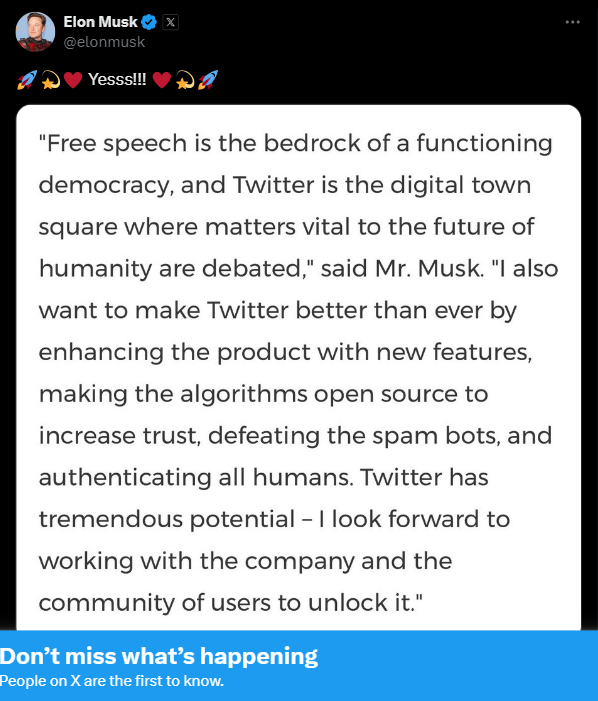 Elon Musk
@elonmusk
🚀💫❤️ Yesss!!! ❤️💫🚀
"Free speech is the bedrock of a functioning
democracy, and Twitter is the digital town
square where matters vital to the future of
humanity are debated," said Mr. Musk. "I also
want to make Twitter better than ever by
enhancing the product with new features,
making the algorithms open source to
increase trust, defeating the spam bots, and
authenticating all humans. Twitter has
tremendous potential – I look forward to
working with the company and the
community of users to unlock it."
Don’t miss what’s happening
People on X are the first to know.